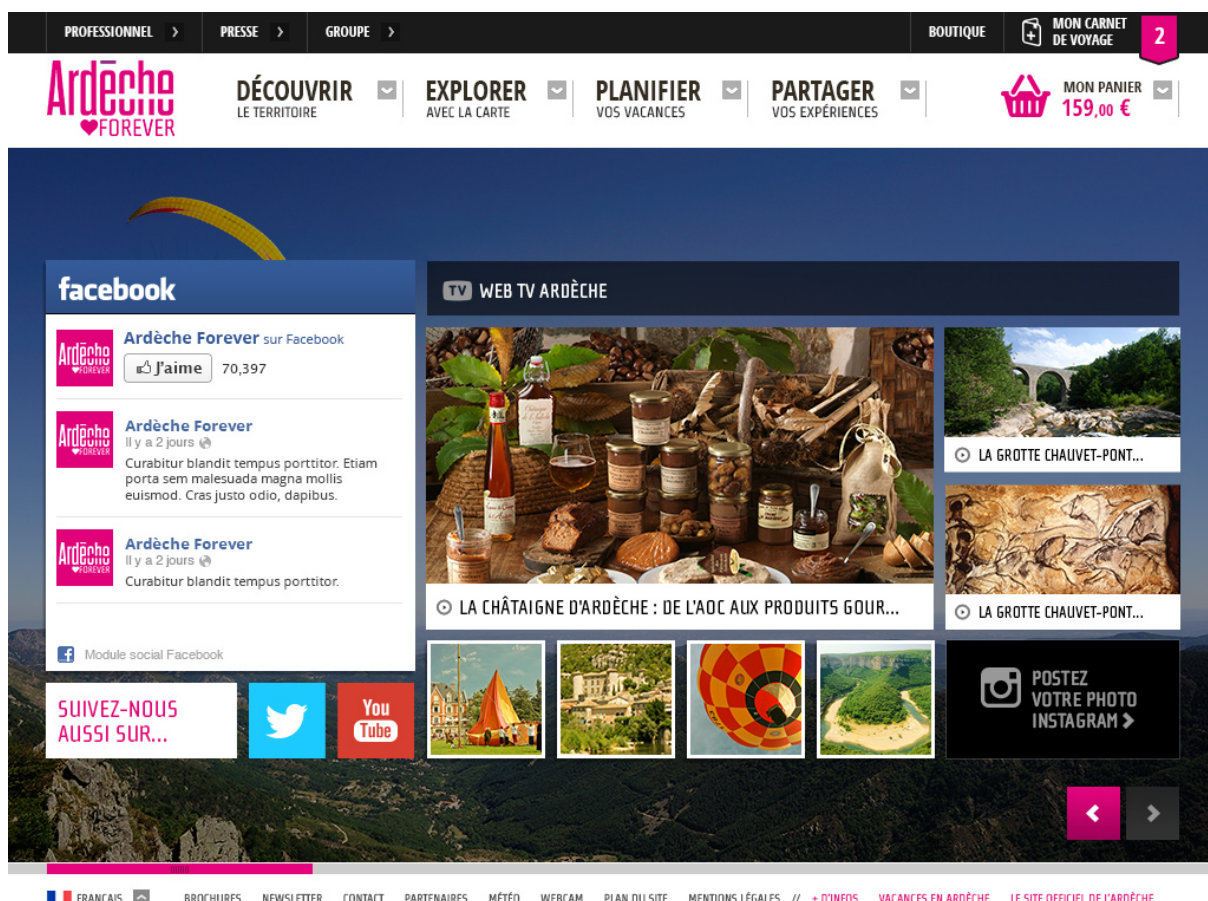 PROFESSIONNEL
PRESSE
GROUPE
BOUTIQUE
MON CARNET
DE VOYAGE
2
Ardèche
FOREVER
DÉCOUVRIR
LE TERRITOIRE
EXPLORER
AVEC LA CARTE
PLANIFIER
VOS VACANCES
PARTAGER
VOS EXPÉRIENCES
MON PANIER
159,00 €
facebook
Ardèche Forever sur Facebook
J'aime 70,397
Ardèche
FOREVER
Ardèche Forever
Il y a 2 jours
Curabitur blandit tempus porttitor. Etiam
porta sem malesuada magna mollis
euismod. Cras justo odio, dapibus.
Ardèche
FOREVER
Ardèche Forever
Il y a 2 jours
Curabitur blandit tempus porttitor.
Ardèche
FOREVER
Module social Facebook
SUIVEZ-NOUS
AUSSI SUR...
You
Tube
TV WEB TV ARDÈCHE
LA CHÂTAIGNE D'ARDÈCHE : DE L'AOC AUX PRODUITS GOUR...
LA GROTTE CHAUVET-PONT...
LA GROTTE CHAUVET-PONT...
POSTEZ
VOTRE PHOTO
INSTAGRAM
FRANÇAIS BROCHURES NEWSLETTER CONTACT PARTENAIRES MÉTÉO WEBCAM PLAN DU SITE MENTIONS LÉGALES // + D'INFOS VACANCES EN ARDÈCHE LE SITE OFFICIEL DE L'ARDÈCHE